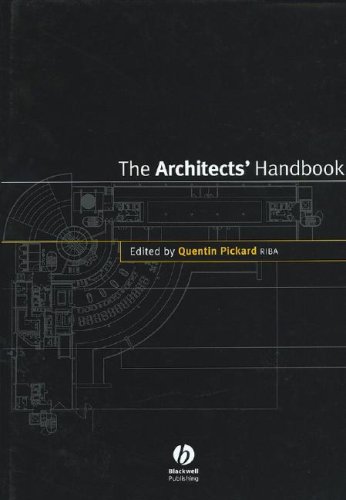 The Architects' Handbook
Edited by Quentin Pickard RIBA
Blackwell
Publishing